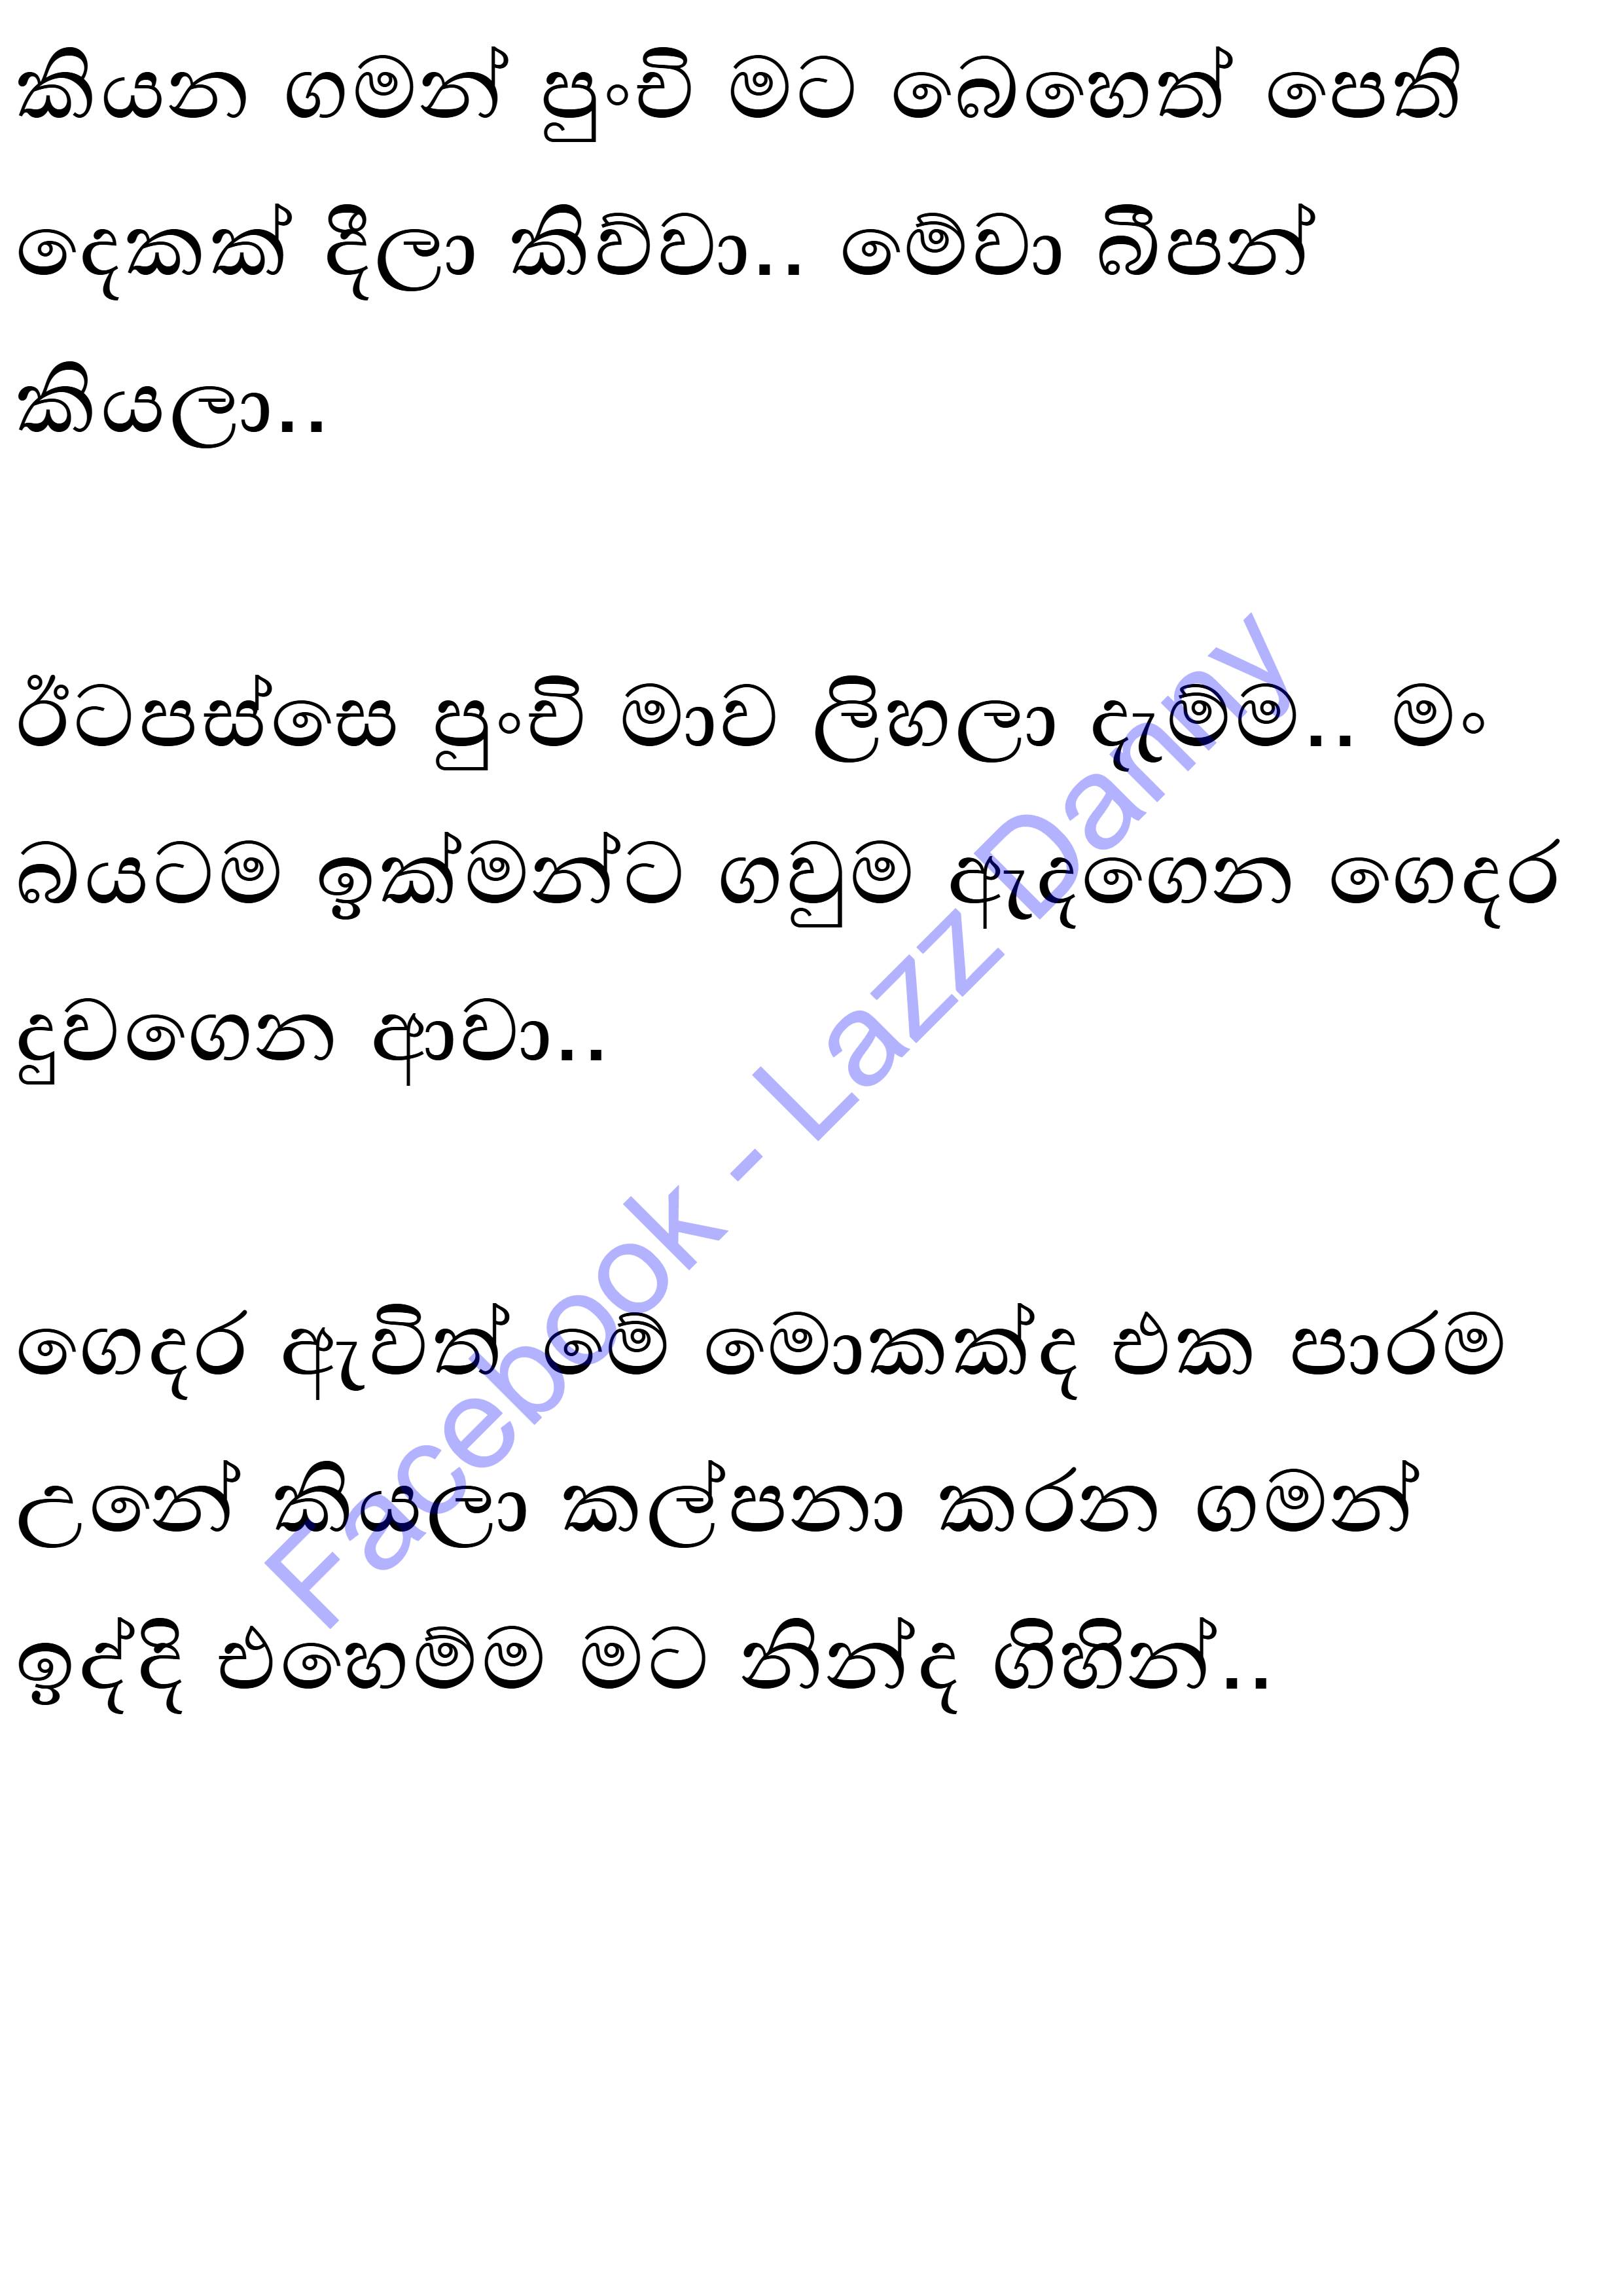 කියන ගමන් පුංචි මට බෙහෙත් පෙති
දෙකක් දීලා කිව්වා.. මේවා බීපන්
කියලා..
ඊටපස්සෙ පුංචි මාව ලිහලා දැම්ම.. මං
බයටම ඉක්මන්ට ගවුම ඇදගෙන ගෙදර
දුවගෙන ආවා..
ගෙදර ඇවිත් මේ මොකක්ද එක පාරම
උනේ කියලා කල්පනා කරන ගමන්
ඉද්දි එහෙම්ම මට නින්ද ගිහින්..
Facebook - Lazz Danny